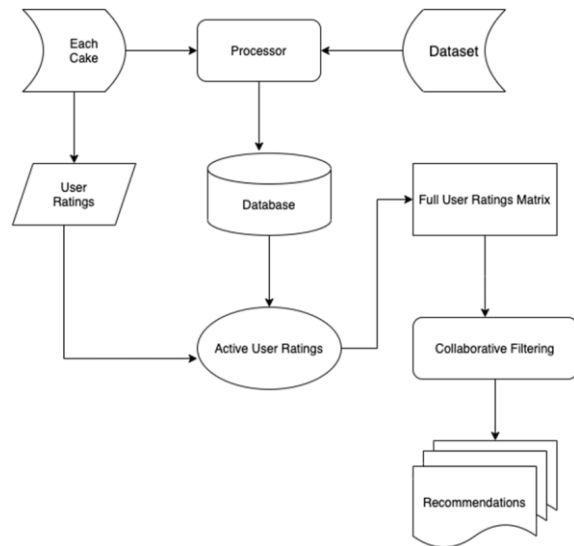 Each
Cake
Processor
Dataset
User
Ratings
Database
Full User Ratings Matrix
Active User Ratings
Collaborative Filtering
Recommendations